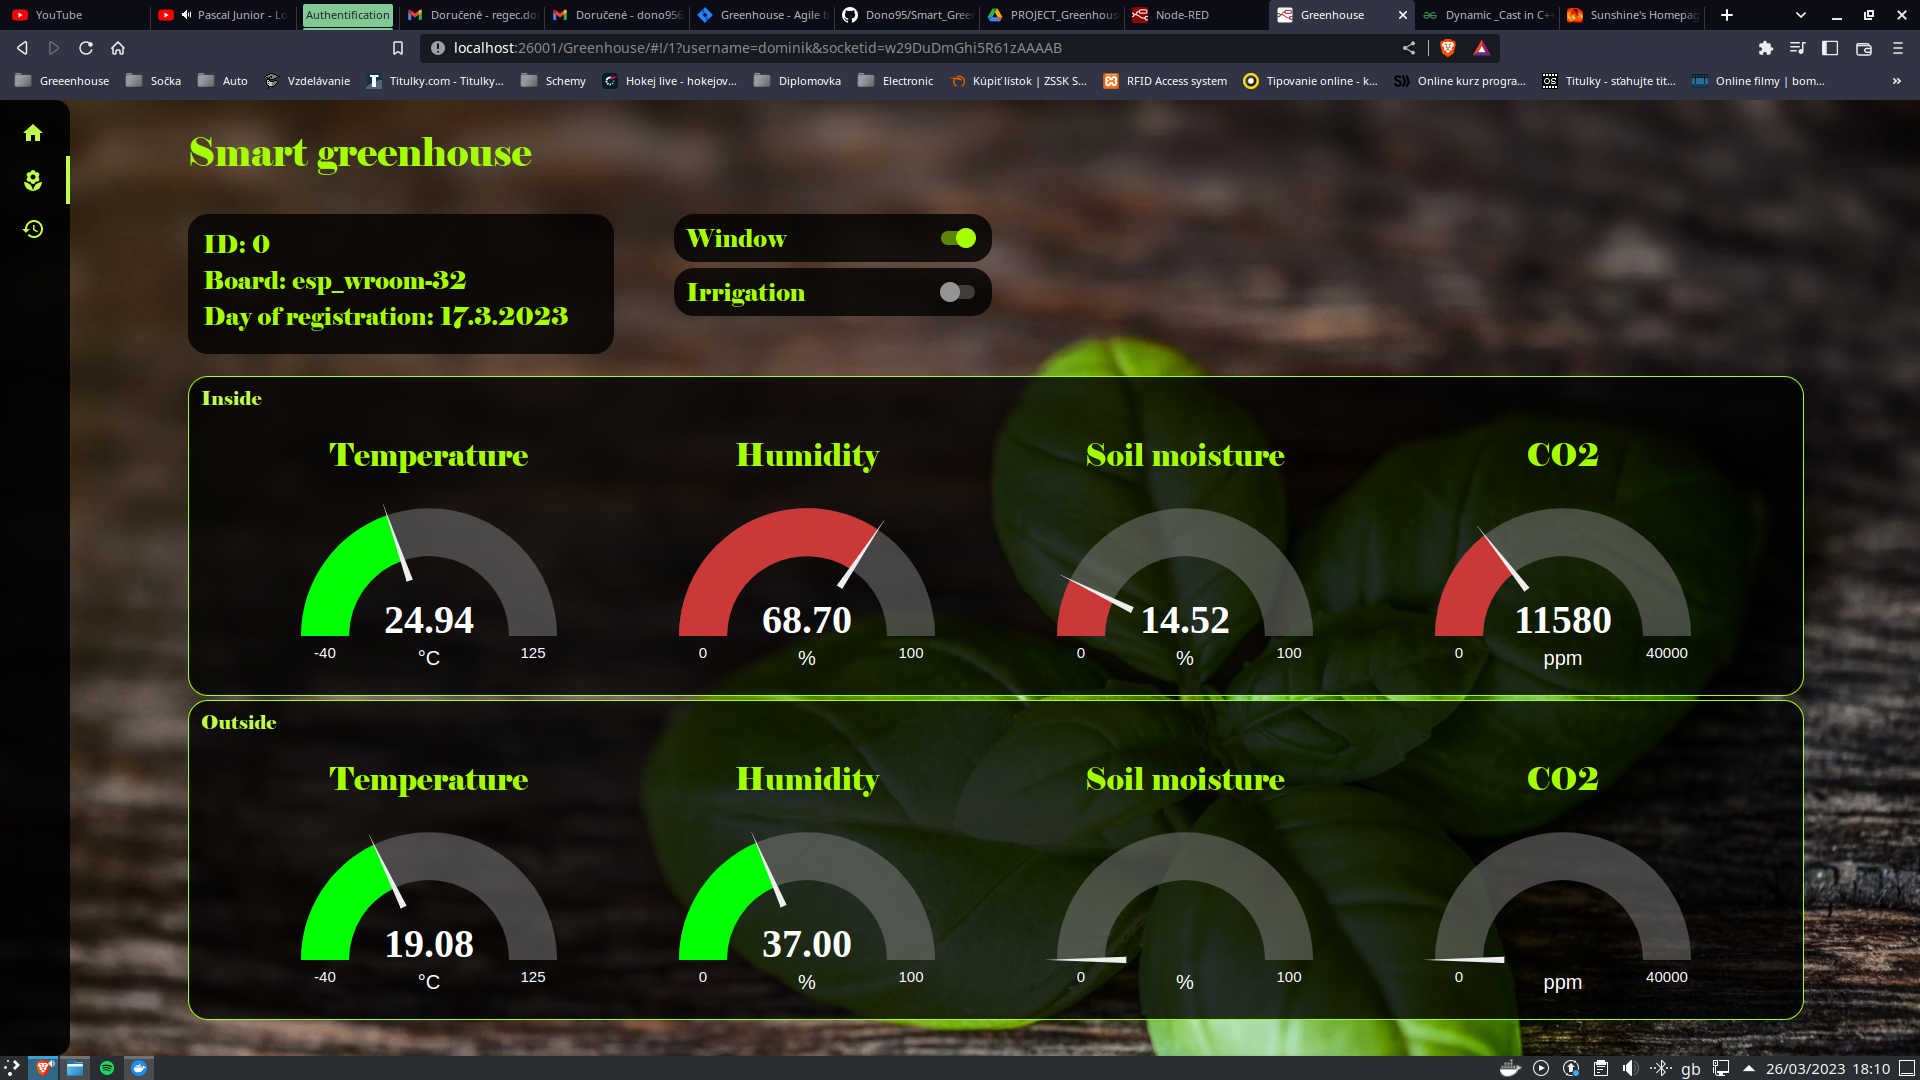 YouTube
Pascal Junior - Lo
Authentification
Doručené - regec.do
Doručené - dono956
Greenhouse - Agile b
Dono95/Smart_Gree
PROJECT_Greenhous
Node-RED
Greenhouse
Dynamic _Cast in C+
Sunshine's Homepag
localhost:26001/Greenhouse/#!/1?username=dominik&socketid=w29DuDmGhi5R61zAAAAB
Greeenhouse
Sočka
Auto
Vzdelávanie
Titulky.com - Titulky...
Schemy
Hokej live - hokejov...
Diplomovka
Electronic
Kúpiť lístok | ZSSK S...
RFID Access system
Tipovanie online - k...
Online kurz progra...
Titulky - sťahujte tit...
Online filmy | bom...
»
Smart greenhouse
ID: 0
Board: esp_wroom-32
Day of registration: 17.3.2023
Window
Irrigation
Inside
Temperature
Humidity
Soil moisture
CO2
24.94
68.70
14.52
11580
-40
°C
125
0
%
100
0
%
100
0
ppm
40000
Outside
Temperature
Humidity
Soil moisture
CO2
19.08
37.00
-40
°C
125
0
%
100
0
%
100
0
ppm
40000
gb
26/03/2023 18:10